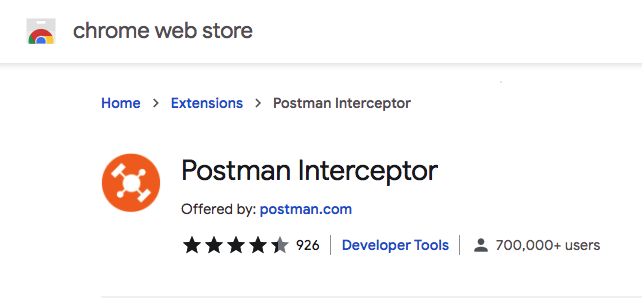 chrome web store
Home > Extensions > Postman Interceptor
Postman Interceptor
Offered by: postman.com
926 Developer Tools 700,000+ users